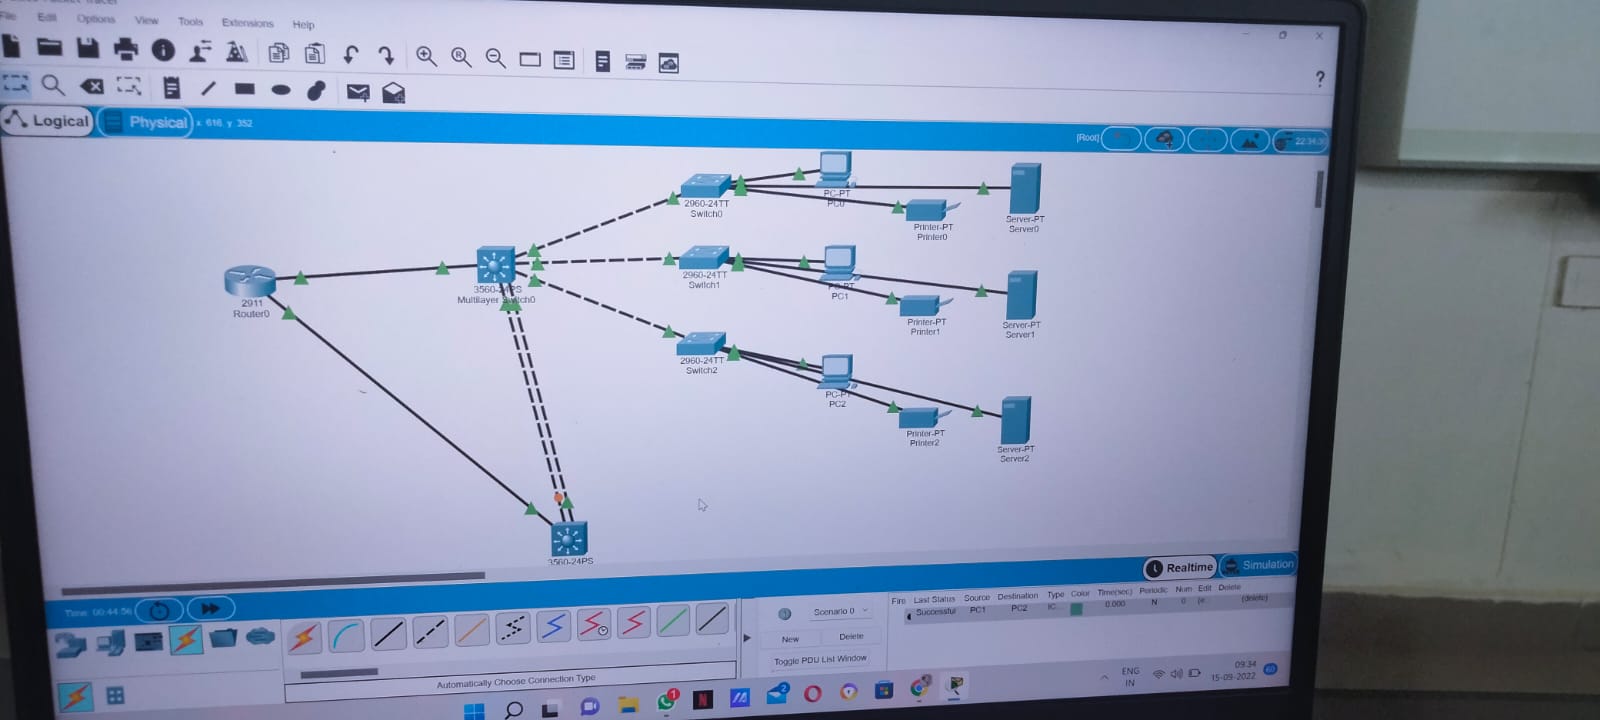 File Edit Options View Tools Extensions Help
?
Logical Physical x 616 y 352 [Root] 22:34:3
PC-PT
PC0
2960-24TT
Switch0
Printer-PT
Printer0
Server-PT
Server0
2911
Router0
3560-24PS
Multilayer Switch0
2960-24TT
Switch1
PC-PT
PC1
Printer-PT
Printer1
Server-PT
Server1
2960-24TT
Switch2
PC-PT
PC2
Printer-PT
Printer2
Server-PT
Server2
3560-24PS
Realtime Simulation
Time: 00:44:56
Scenario 0
New Delete
Toggle PDU List Window
Fire Last Status Source Destination Type Color Time(sec) Periodic Num Edit Delete
Successful PC1 PC2 IC... 0.000 N 0 (e... (delete)
Automatically Choose Connection Type
1
N
2
ENG
IN
09:34
15-09-2022
60